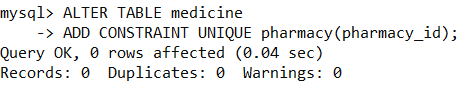 mysql> ALTER TABLE medicine
    -> ADD CONSTRAINT UNIQUE pharmacy(pharmacy_id);
Query OK, 0 rows affected (0.04 sec)
Records: 0  Duplicates: 0  Warnings: 0